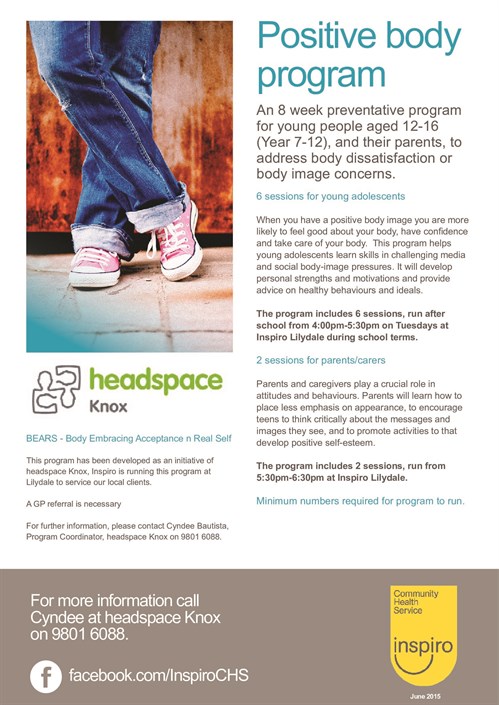 Positive body
program
An 8 week preventative program
for young people aged 12-16
(Year 7-12), and their parents, to
address body dissatisfaction or
body image concerns.
6 sessions for young adolescents
When you have a positive body image you are more
likely to feel good about your body, have confidence
and take care of your body. This program helps
young adolescents learn skills in challenging media
and social body-image pressures. It will develop
personal strengths and motivations and provide
advice on healthy behaviours and ideals.
The program includes 6 sessions, run after
school from 4:00pm-5:30pm on Tuesdays at
Inspiro Lilydale during school terms.
2 sessions for parents/carers
Parents and caregivers play a crucial role in
attitudes and behaviours. Parents will learn how to
place less emphasis on appearance, to encourage
teens to think critically about the messages and
images they see, and to promote activities to that
develop positive self-esteem.
The program includes 2 sessions, run from
5:30pm-6:30pm at Inspiro Lilydale.
Minimum numbers required for program to run.
headspace
Knox
BEARS - Body Embracing Acceptance n Real Self
This program has been developed as an initiative of
headspace Knox, Inspiro is running this program at
Lilydale to service our local clients.
A GP referral is necessary
For further information, please contact Cyndee Bautista,
Program Coordinator, headspace Knox on 9801 6088.
For more information call
Cyndee at headspace Knox
on 9801 6088.
f facebook.com/InspiroCHS
Community
Health
Service
inspiro
June 2015